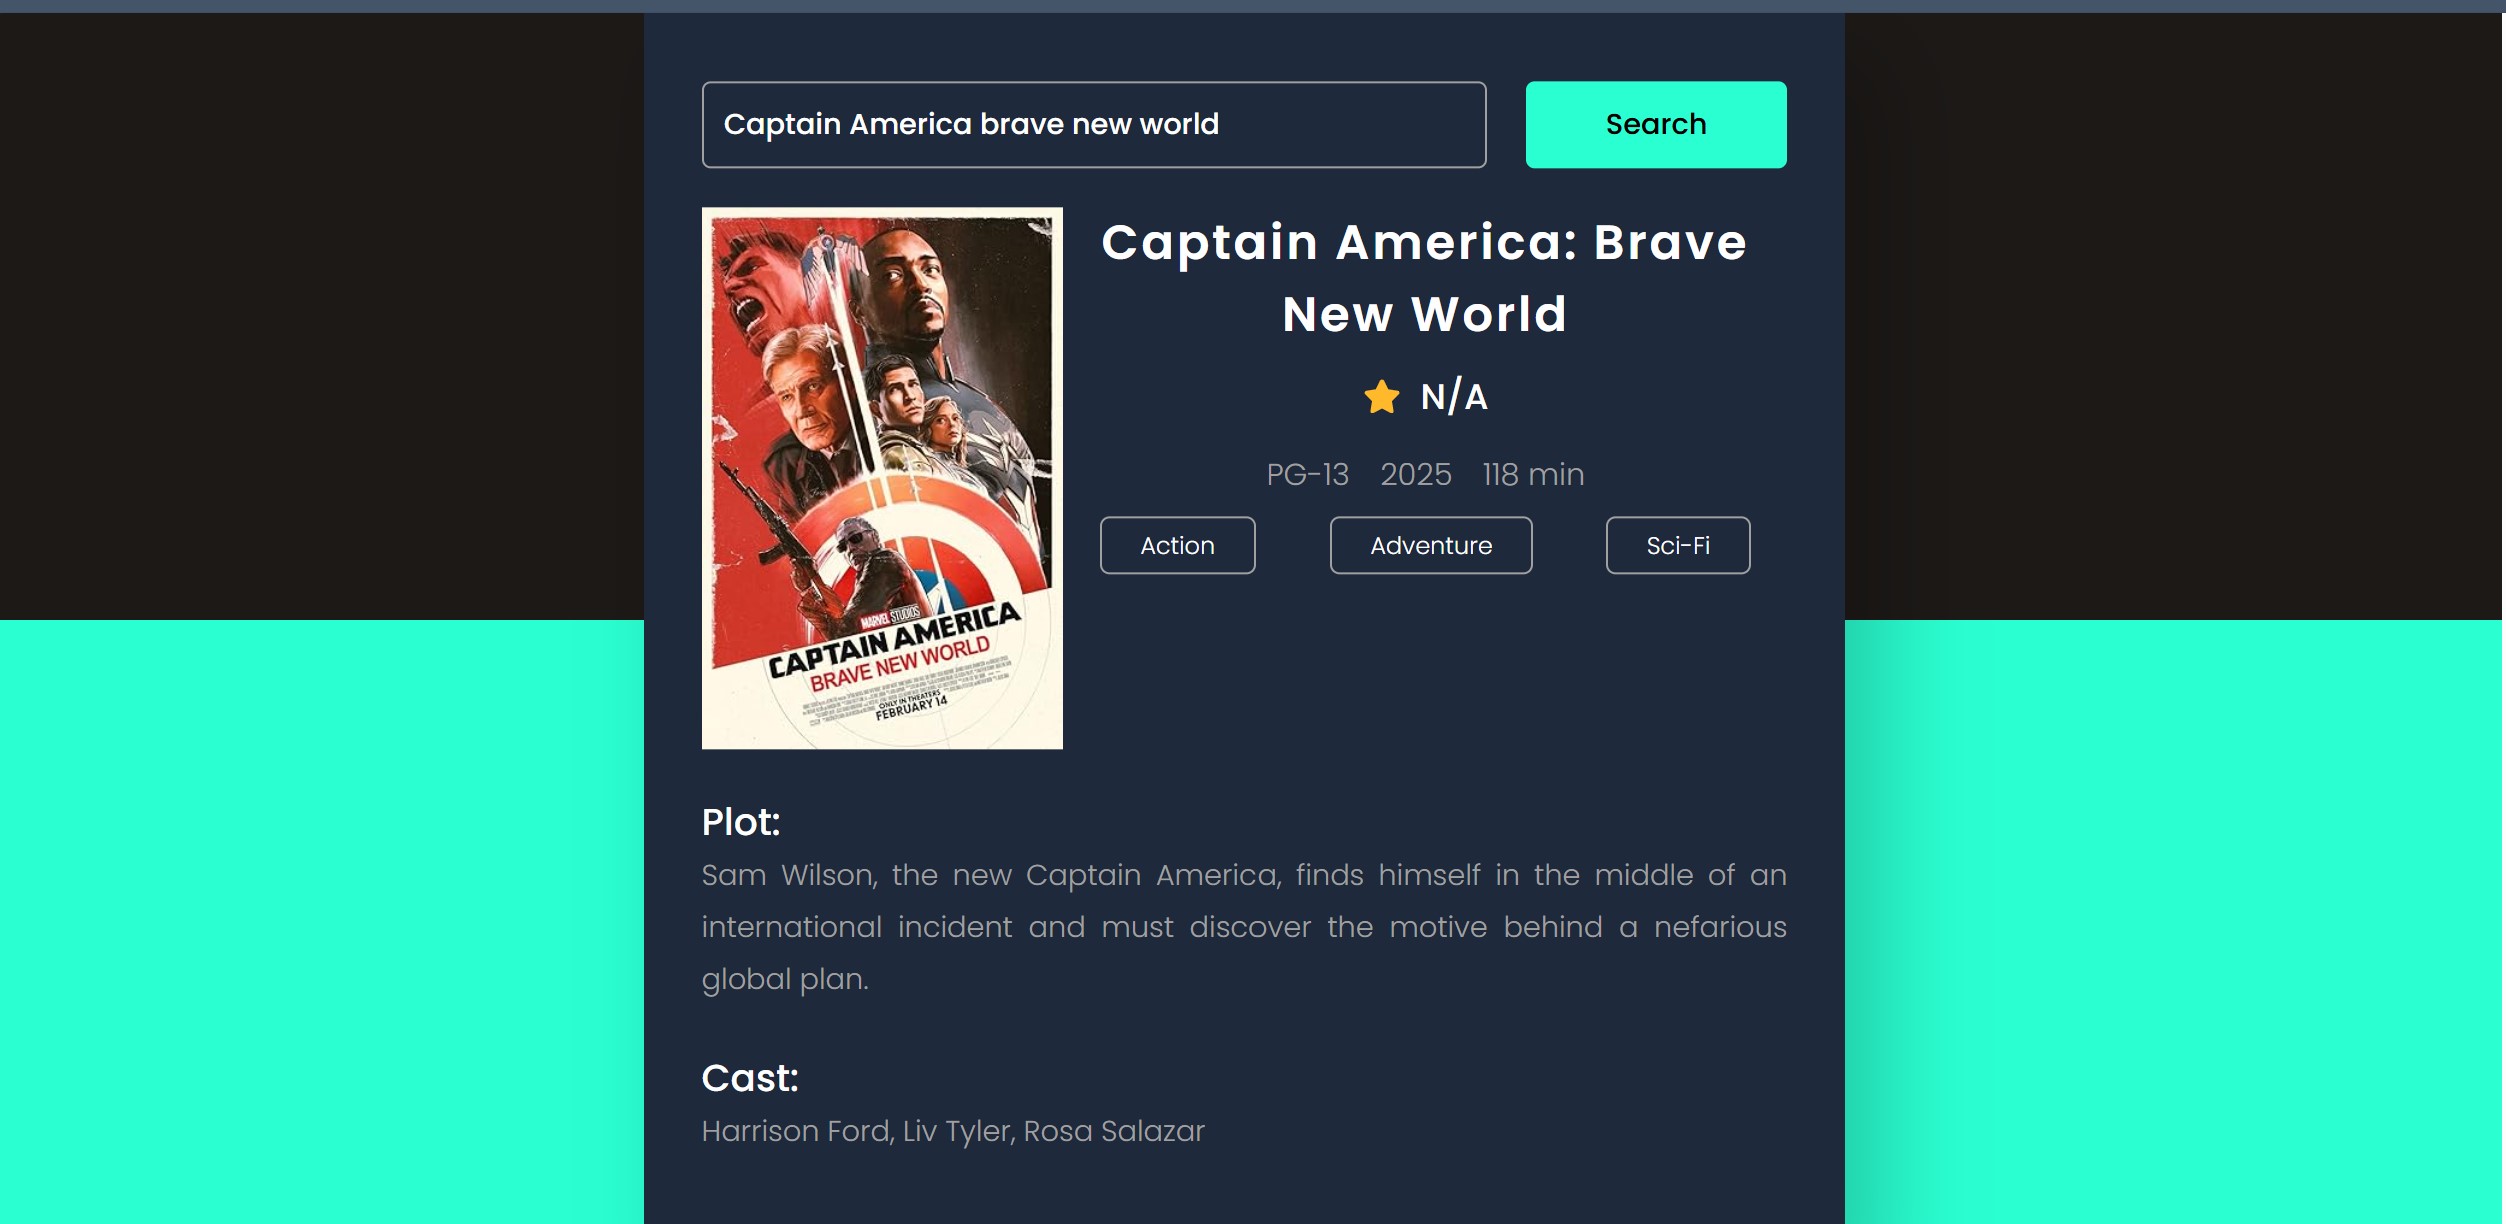 Captain America brave new world
Search
Captain America: Brave
New World
N/A
PG-13 2025 118 min
Action Adventure Sci-Fi
MARVEL STUDIOS
CAPTAIN AMERICA
BRAVE NEW WORLD
ONLY IN THEATERS
FEBRUARY 14
Plot:
Sam Wilson, the new Captain America, finds himself in the middle of an
international incident and must discover the motive behind a nefarious
global plan.
Cast:
Harrison Ford, Liv Tyler, Rosa Salazar